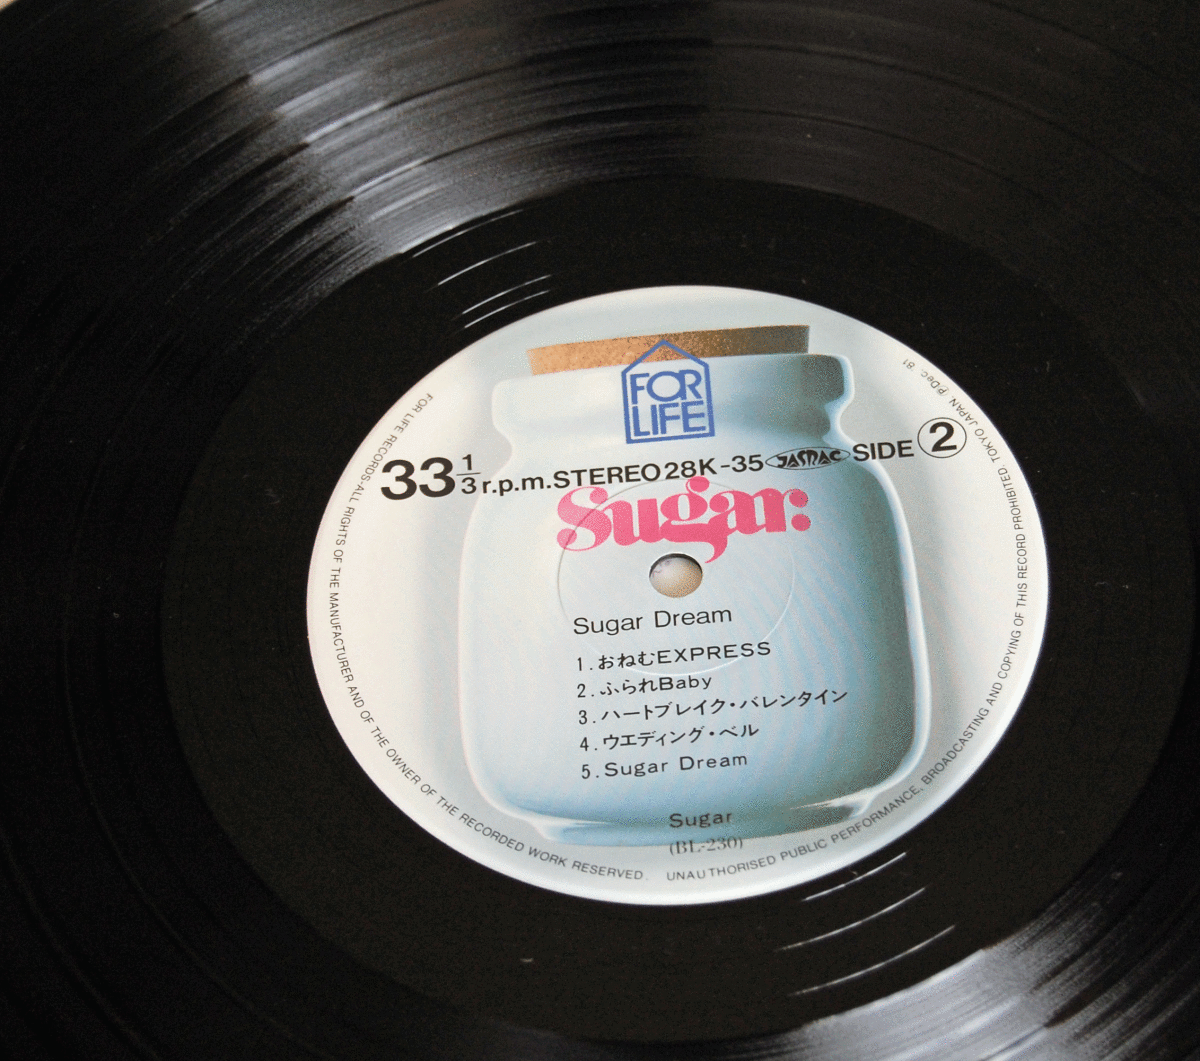 FOR
LIFE
33 1/3 r.p.m. STEREO 28K-35 JASRAC SIDE 2
Sugar:
Sugar Dream
1.おねむEXPRESS
2.ふられBaby
3.ハートブレイク・バレンタイン
4.ウエディング・ベル
5.Sugar Dream
Sugar
(BL-230)
FOR LIFE RECORDS-ALL RIGHTS OF THE MANUFACTURER AND OF THE OWNER OF THE RECORDED WORK RESERVED. UNAUTHORISED PUBLIC PERFORMANCE, BROADCASTING AND COPYING OF THIS RECORD PROHIBITED. TOKYO JAPAN. ℗Dec. '81